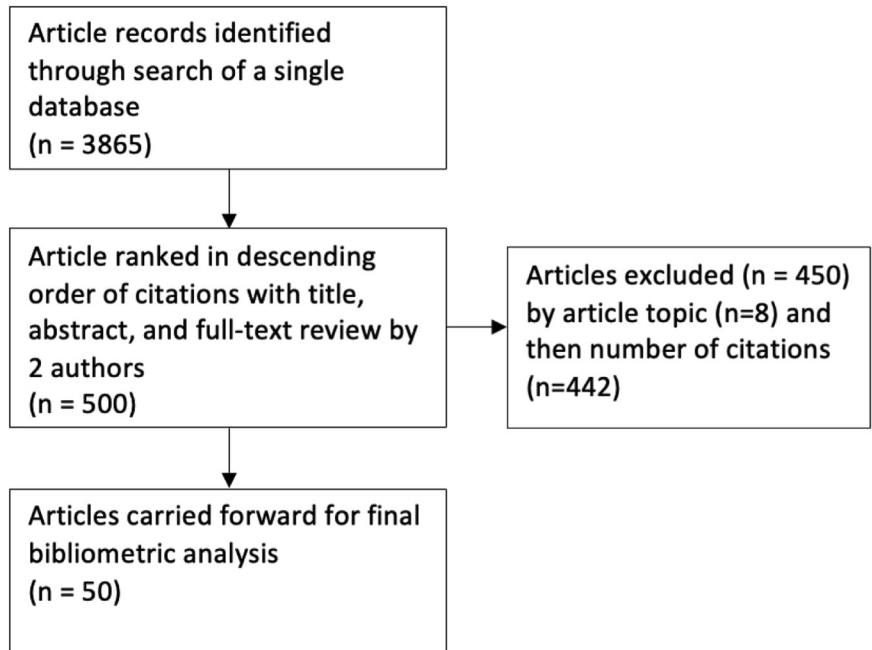 Article records identified
through search of a single
database
(n = 3865)
Article ranked in descending
order of citations with title,
abstract, and full-text review by
2 authors
(n = 500)
Articles excluded (n = 450)
by article topic (n=8) and
then number of citations
(n=442)
Articles carried forward for final
bibliometric analysis
(n = 50)